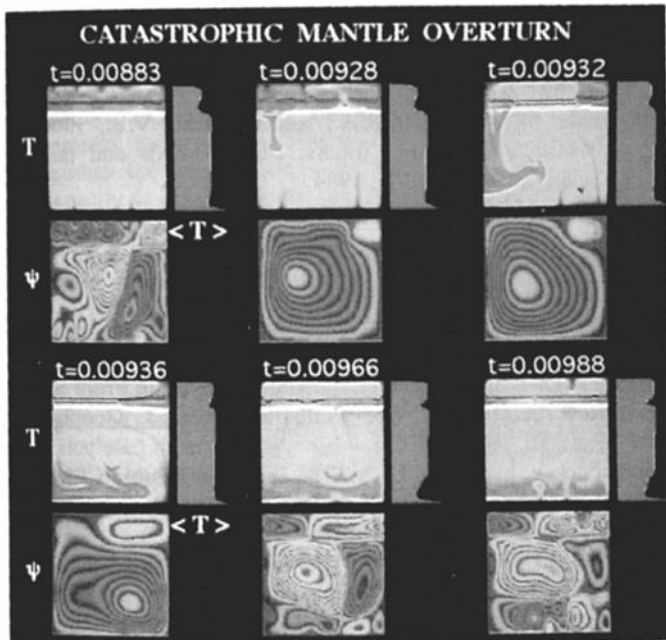 CATASTROPHIC MANTLE OVERTURN
t=0.00883 t=0.00928 t=0.00932
T
< T >
ψ
t=0.00936 t=0.00966 t=0.00988
T
< T >
ψ